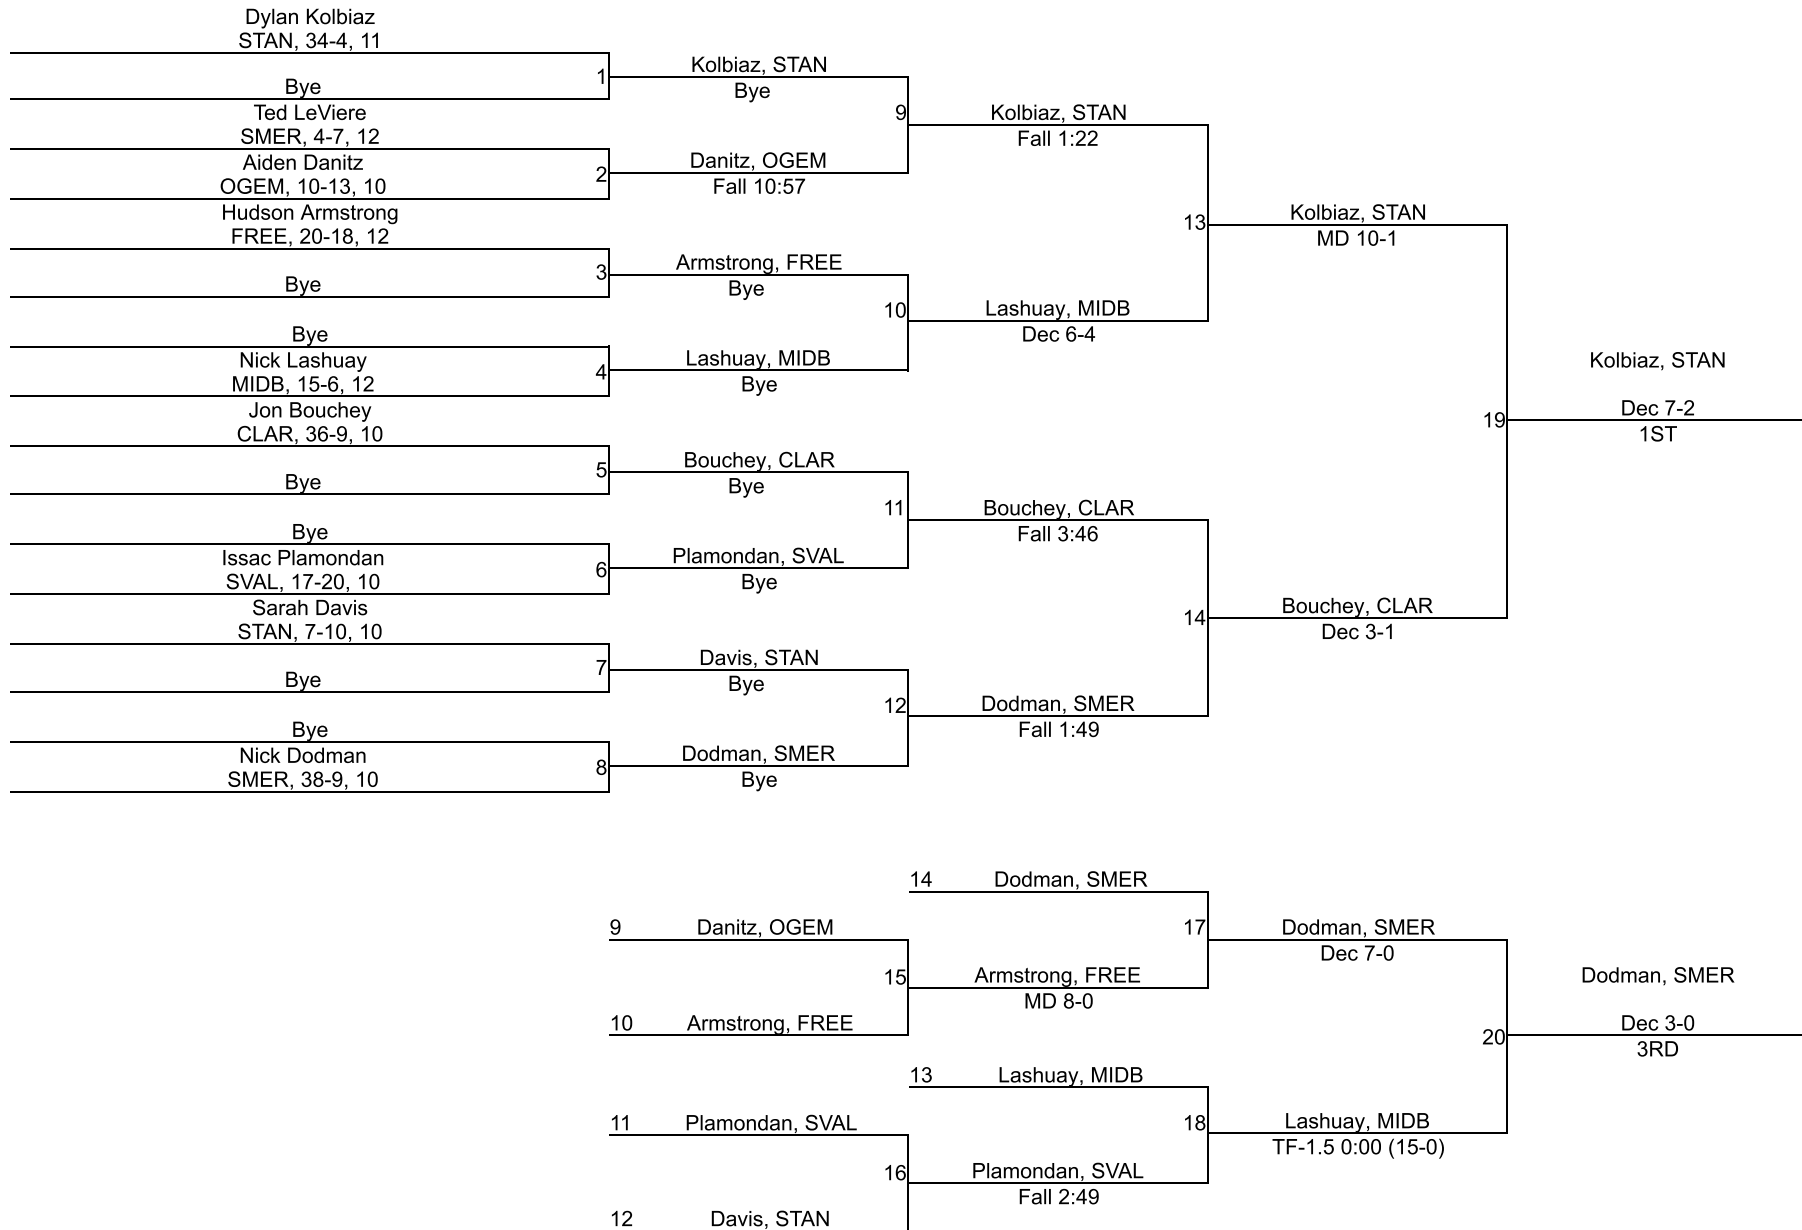 Dylan Kolbiaz
STAN, 34-4, 11
Bye
1
Ted LeViere
SMER, 4-7, 12
Aiden Danitz
OGEM, 10-13, 10
2
Hudson Armstrong
FREE, 20-18, 12
Bye
3
Bye
Nick Lashuay
MIDB, 15-6, 12
4
Jon Bouchey
CLAR, 36-9, 10
Bye
5
Bye
Issac Plamondan
SVAL, 17-20, 10
6
Sarah Davis
STAN, 7-10, 10
Bye
7
Bye
Nick Dodman
SMER, 38-9, 10
8
Kolbiaz, STAN
Bye
9
Danitz, OGEM
Fall 10:57
Armstrong, FREE
Bye
10
Lashuay, MIDB
Bye
Bouchey, CLAR
Bye
11
Plamondan, SVAL
Bye
Davis, STAN
Bye
12
Dodman, SMER
Bye
Kolbiaz, STAN
Fall 1:22
13
Lashuay, MIDB
Dec 6-4
Bouchey, CLAR
Fall 3:46
14
Dodman, SMER
Fall 1:49
Kolbiaz, STAN
MD 10-1
19
Bouchey, CLAR
Dec 3-1
Kolbiaz, STAN
Dec 7-2
1ST
14 Dodman, SMER
9 Danitz, OGEM
15
10 Armstrong, FREE
Armstrong, FREE
MD 8-0
17
13 Lashuay, MIDB
11 Plamondan, SVAL
16
12 Davis, STAN
Plamondan, SVAL
Fall 2:49
18
Dodman, SMER
Dec 7-0
20
Lashuay, MIDB
TF-1.5 0:00 (15-0)
Dodman, SMER
Dec 3-0
3RD